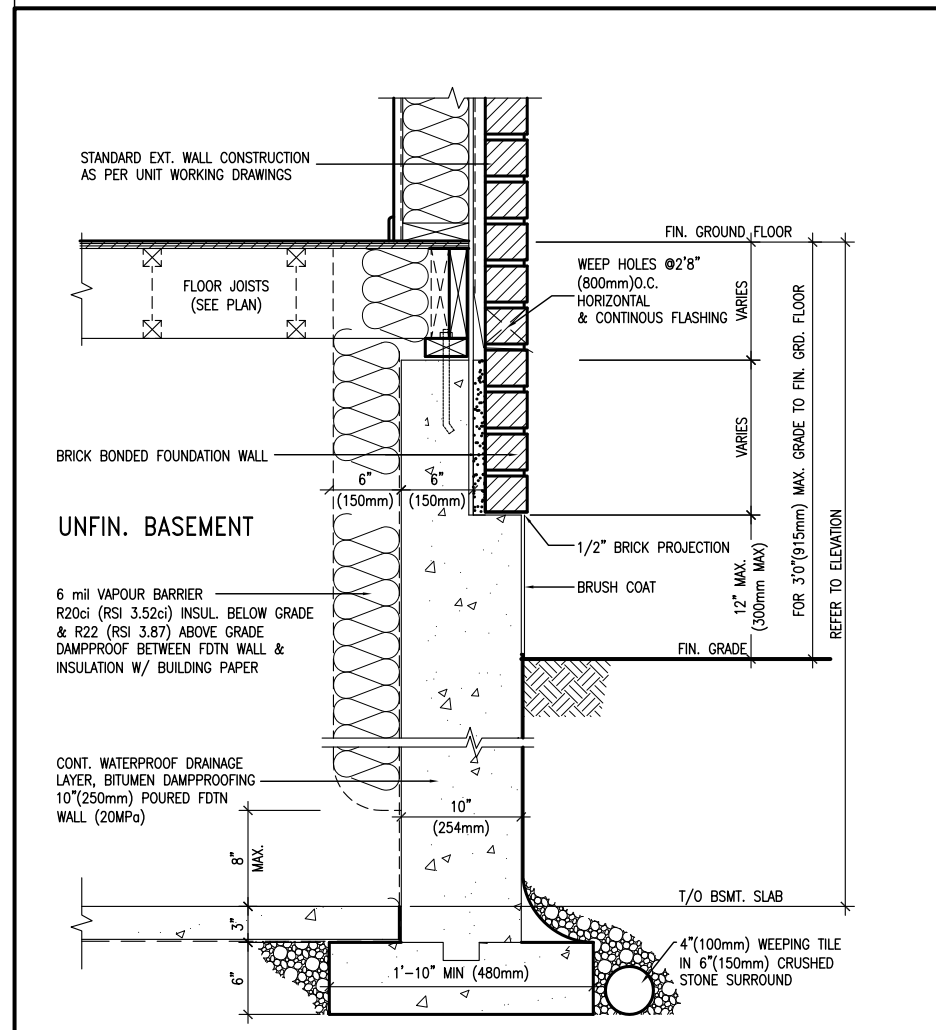 STANDARD EXT. WALL CONSTRUCTION
AS PER UNIT WORKING DRAWINGS
FIN. GROUND FLOOR
WEEP HOLES @2'8"
(800mm)O.C.
HORIZONTAL
& CONTINOUS FLASHING
FLOOR JOISTS
(SEE PLAN)
VARIES
VARIES
FOR 3'0"(915mm) MAX. GRADE TO FIN. GRD. FLOOR
REFER TO ELEVATION
BRICK BONDED FOUNDATION WALL
6"
(150mm)
6"
(150mm)
UNFIN. BASEMENT
1/2" BRICK PROJECTION
BRUSH COAT
12" MAX.
(300mm MAX)
6 mil VAPOUR BARRIER
R20ci (RSI 3.52ci) INSUL. BELOW GRADE
& R22 (RSI 3.87) ABOVE GRADE
DAMPPROOF BETWEEN FDTN WALL &
INSULATION W/ BUILDING PAPER
FIN. GRADE
CONT. WATERPROOF DRAINAGE
LAYER, BITUMEN DAMPPROOFING
10"(250mm) POURED FDTN
WALL (20MPa)
10"
(254mm)
8"
MAX.
T/O BSMT. SLAB
3"
6"
1'-10" MIN (480mm)
4"(100mm) WEEPING TILE
IN 6"(150mm) CRUSHED
STONE SURROUND